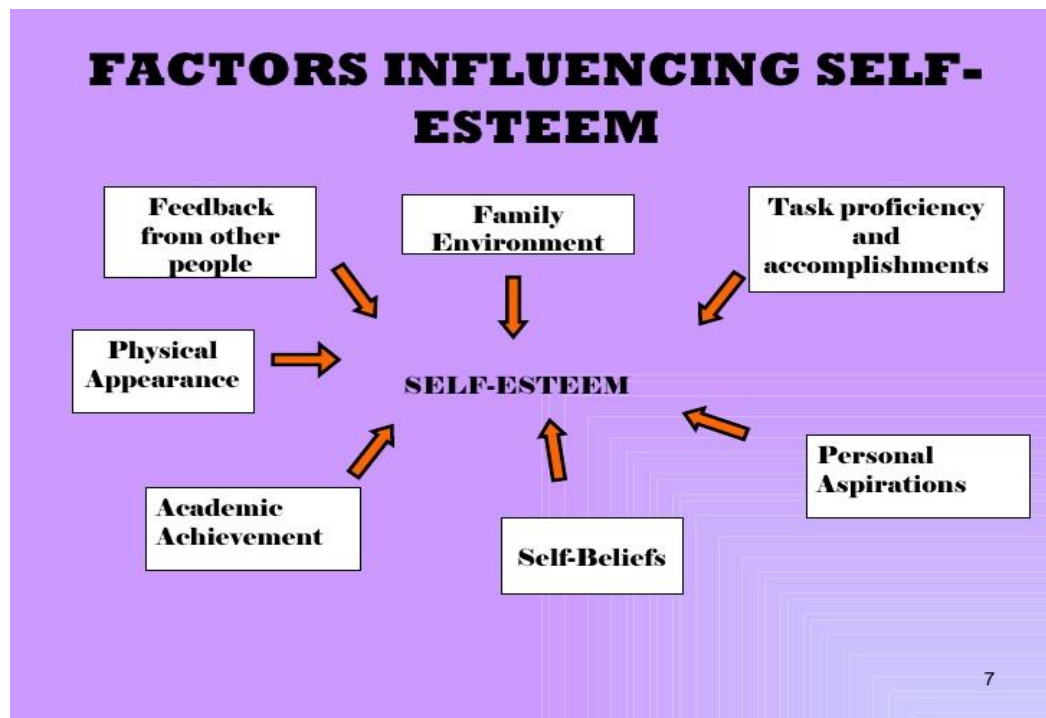 FACTORS INFLUENCING SELF-
ESTEEM
Feedback
from other
people
Family
Environment
Task proficiency
and
accomplishments
Physical
Appearance
SELF-ESTEEM
Personal
Aspirations
Academic
Achievement
Self-Beliefs
7